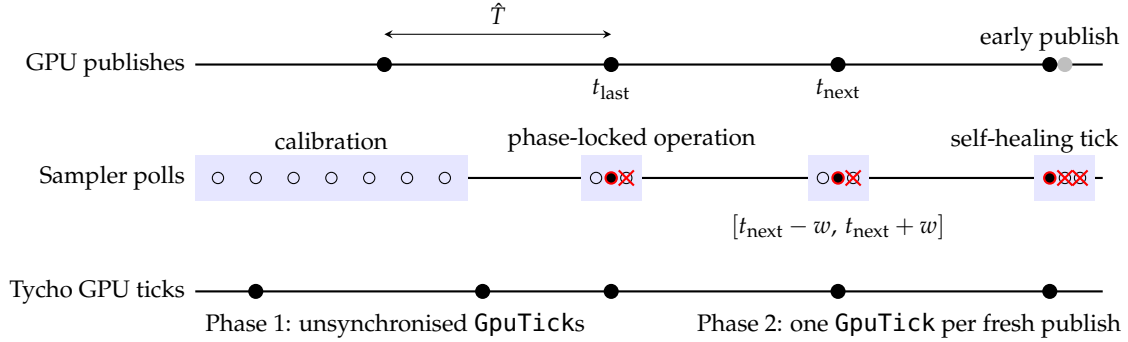 T̂
early publish
GPU publishes
t_last
t_next
calibration
phase-locked operation
self-healing tick
Sampler polls
[t_next − w, t_next + w]
Tycho GPU ticks
Phase 1: unsynchronised GpuTicks
Phase 2: one GpuTick per fresh publish